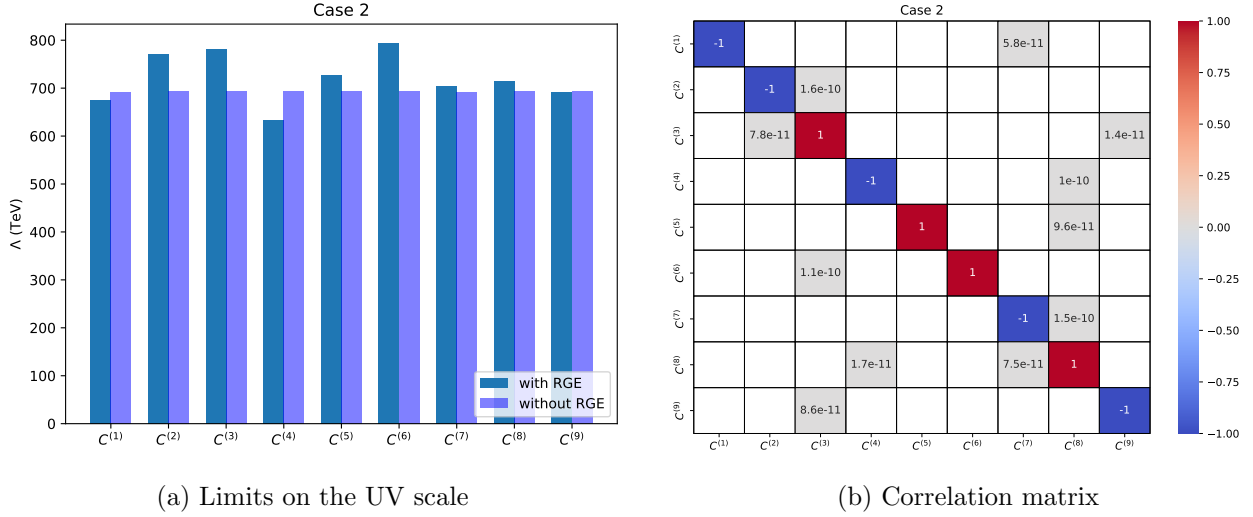 Case 2
Λ (TeV)
800
700
600
500
400
300
200
100
0
with RGE
without RGE
C(1) C(2) C(3) C(4) C(5) C(6) C(7) C(8) C(9)
(a) Limits on the UV scale
Case 2
C(1) -1 5.8e-11
C(2) -1 1.6e-10
C(3) 7.8e-11 1 1.4e-11
C(4) -1 1e-10
C(5) 1 9.6e-11
C(6) 1.1e-10 1
C(7) -1 1.5e-10
C(8) 1.7e-11 7.5e-11 1
C(9) 8.6e-11 -1
C(1) C(2) C(3) C(4) C(5) C(6) C(7) C(8) C(9)
1.00
0.75
0.50
0.25
0.00
−0.25
−0.50
−0.75
−1.00
(b) Correlation matrix